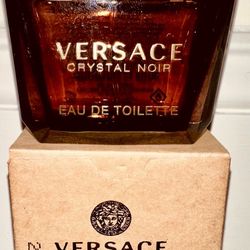 VERSACE
CRYSTAL NOIR
EAU DE TOILETTE
VERSACE